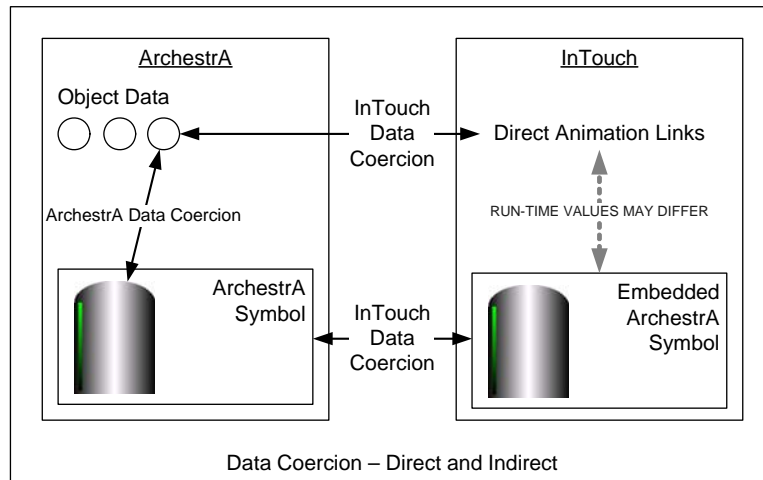 ArchestrA
InTouch
Object Data
InTouch
Data
Coercion
Direct Animation Links
ArchestrA Data Coercion
RUN-TIME VALUES MAY DIFFER
ArchestrA
Symbol
InTouch
Data
Coercion
Embedded
ArchestrA
Symbol
Data Coercion – Direct and Indirect